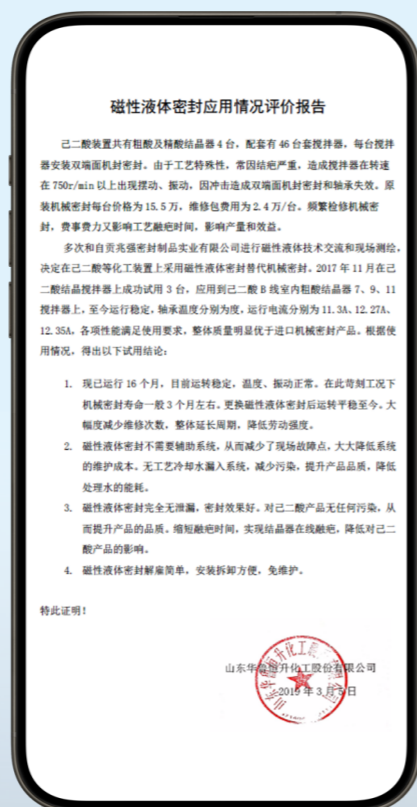 磁性液体密封应用情况评价报告
己二酸装置共有粗酸及精酸结晶器 4 台，配套有 46 台套搅拌器，每台搅拌
器安装双端面机封密封。由于工艺特殊性，常因结疤严重，造成搅拌器在转速
在 750r/min 以上出现摆动、振动，因冲击造成双端面机封密封和轴承失效。原
装机械密封每台价格为 15.5 万，维修包费用为 2.4 万/台。频繁检修机械密
封，费事费力又影响工艺融疤时间，影响产量和效益。
多次和自贡兆强密封制品实业有限公司进行磁性液体技术交流和现场测绘，
决定在己二酸等化工装置上采用磁性液体密封替代机械密封。2017 年 11 月在己
二酸结晶搅拌器上成功试用 3 台，应用到己二酸 B 线室内粗酸结晶器 7、9、11
搅拌器上，至今运行稳定，轴承温度分别为度，运行电流分别为 11.3A、12.27A、
12.35A，各项性能满足使用要求，整体质量明显优于进口机械密封产品。根据使
用情况，得出以下试用结论：
1. 现已运行 16 个月，目前运转稳定，温度、振动正常。在此苛刻工况下
机械密封寿命一般 3 个月左右。更换磁性液体密封后运转平稳至今。大
幅度减少维修次数，整体延长周期，降低劳动强度。
2. 磁性液体密封不需要辅助系统，从而减少了现场故障点，大大降低系统
的维护成本。无工艺冷却水漏入系统，减少污染，提升产品品质，降低
处理水的能耗。
3. 磁性液体密封完全无泄漏，密封效果好。对己二酸产品无任何污染，从
而提升产品的品质。缩短融疤时间，实现结晶器在线融疤，降低对己二
酸产品的影响。
4. 磁性液体密封解雇简单，安装拆卸方便，免维护。
特此证明！
山东华鲁恒升化工股份有限公司
2019 年 3 月 5 日